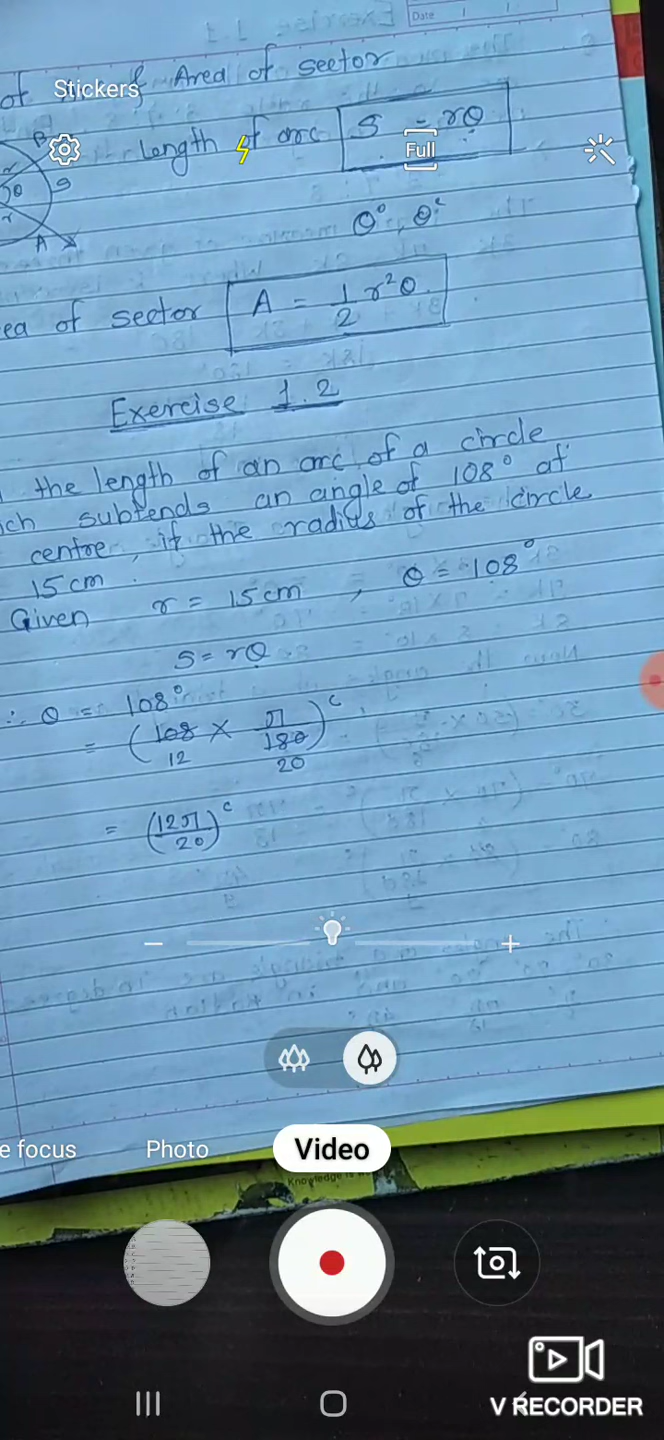 Date / /
of Area of sector
Stickers
B
Length of arc S = rθ
Full
r
θ
S
r
A
θ°, θᶜ
ea of sector A = 1/2 r²θ
Exercise 1.2
the length of an arc of a circle
ch subtends an angle of 108° at
centre, if the radius of the circle
15 cm.
Given r = 15 cm, θ = 108°
S = rθ
∴ θ = 108°
= (108/12 × π/180/20)ᶜ
= (12π/20)ᶜ
− +
e focus Photo Video
V RECORDER